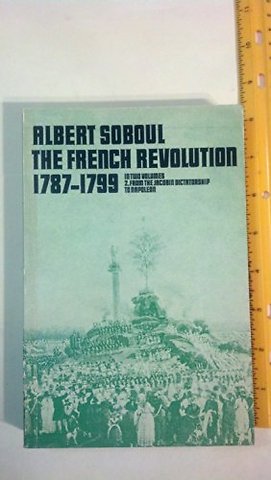 ALBERT SOBOUL
THE FRENCH REVOLUTION
1787–1799
IN TWO VOLUMES
2. FROM THE JACOBIN DICTATORSHIP
TO NAPOLEON